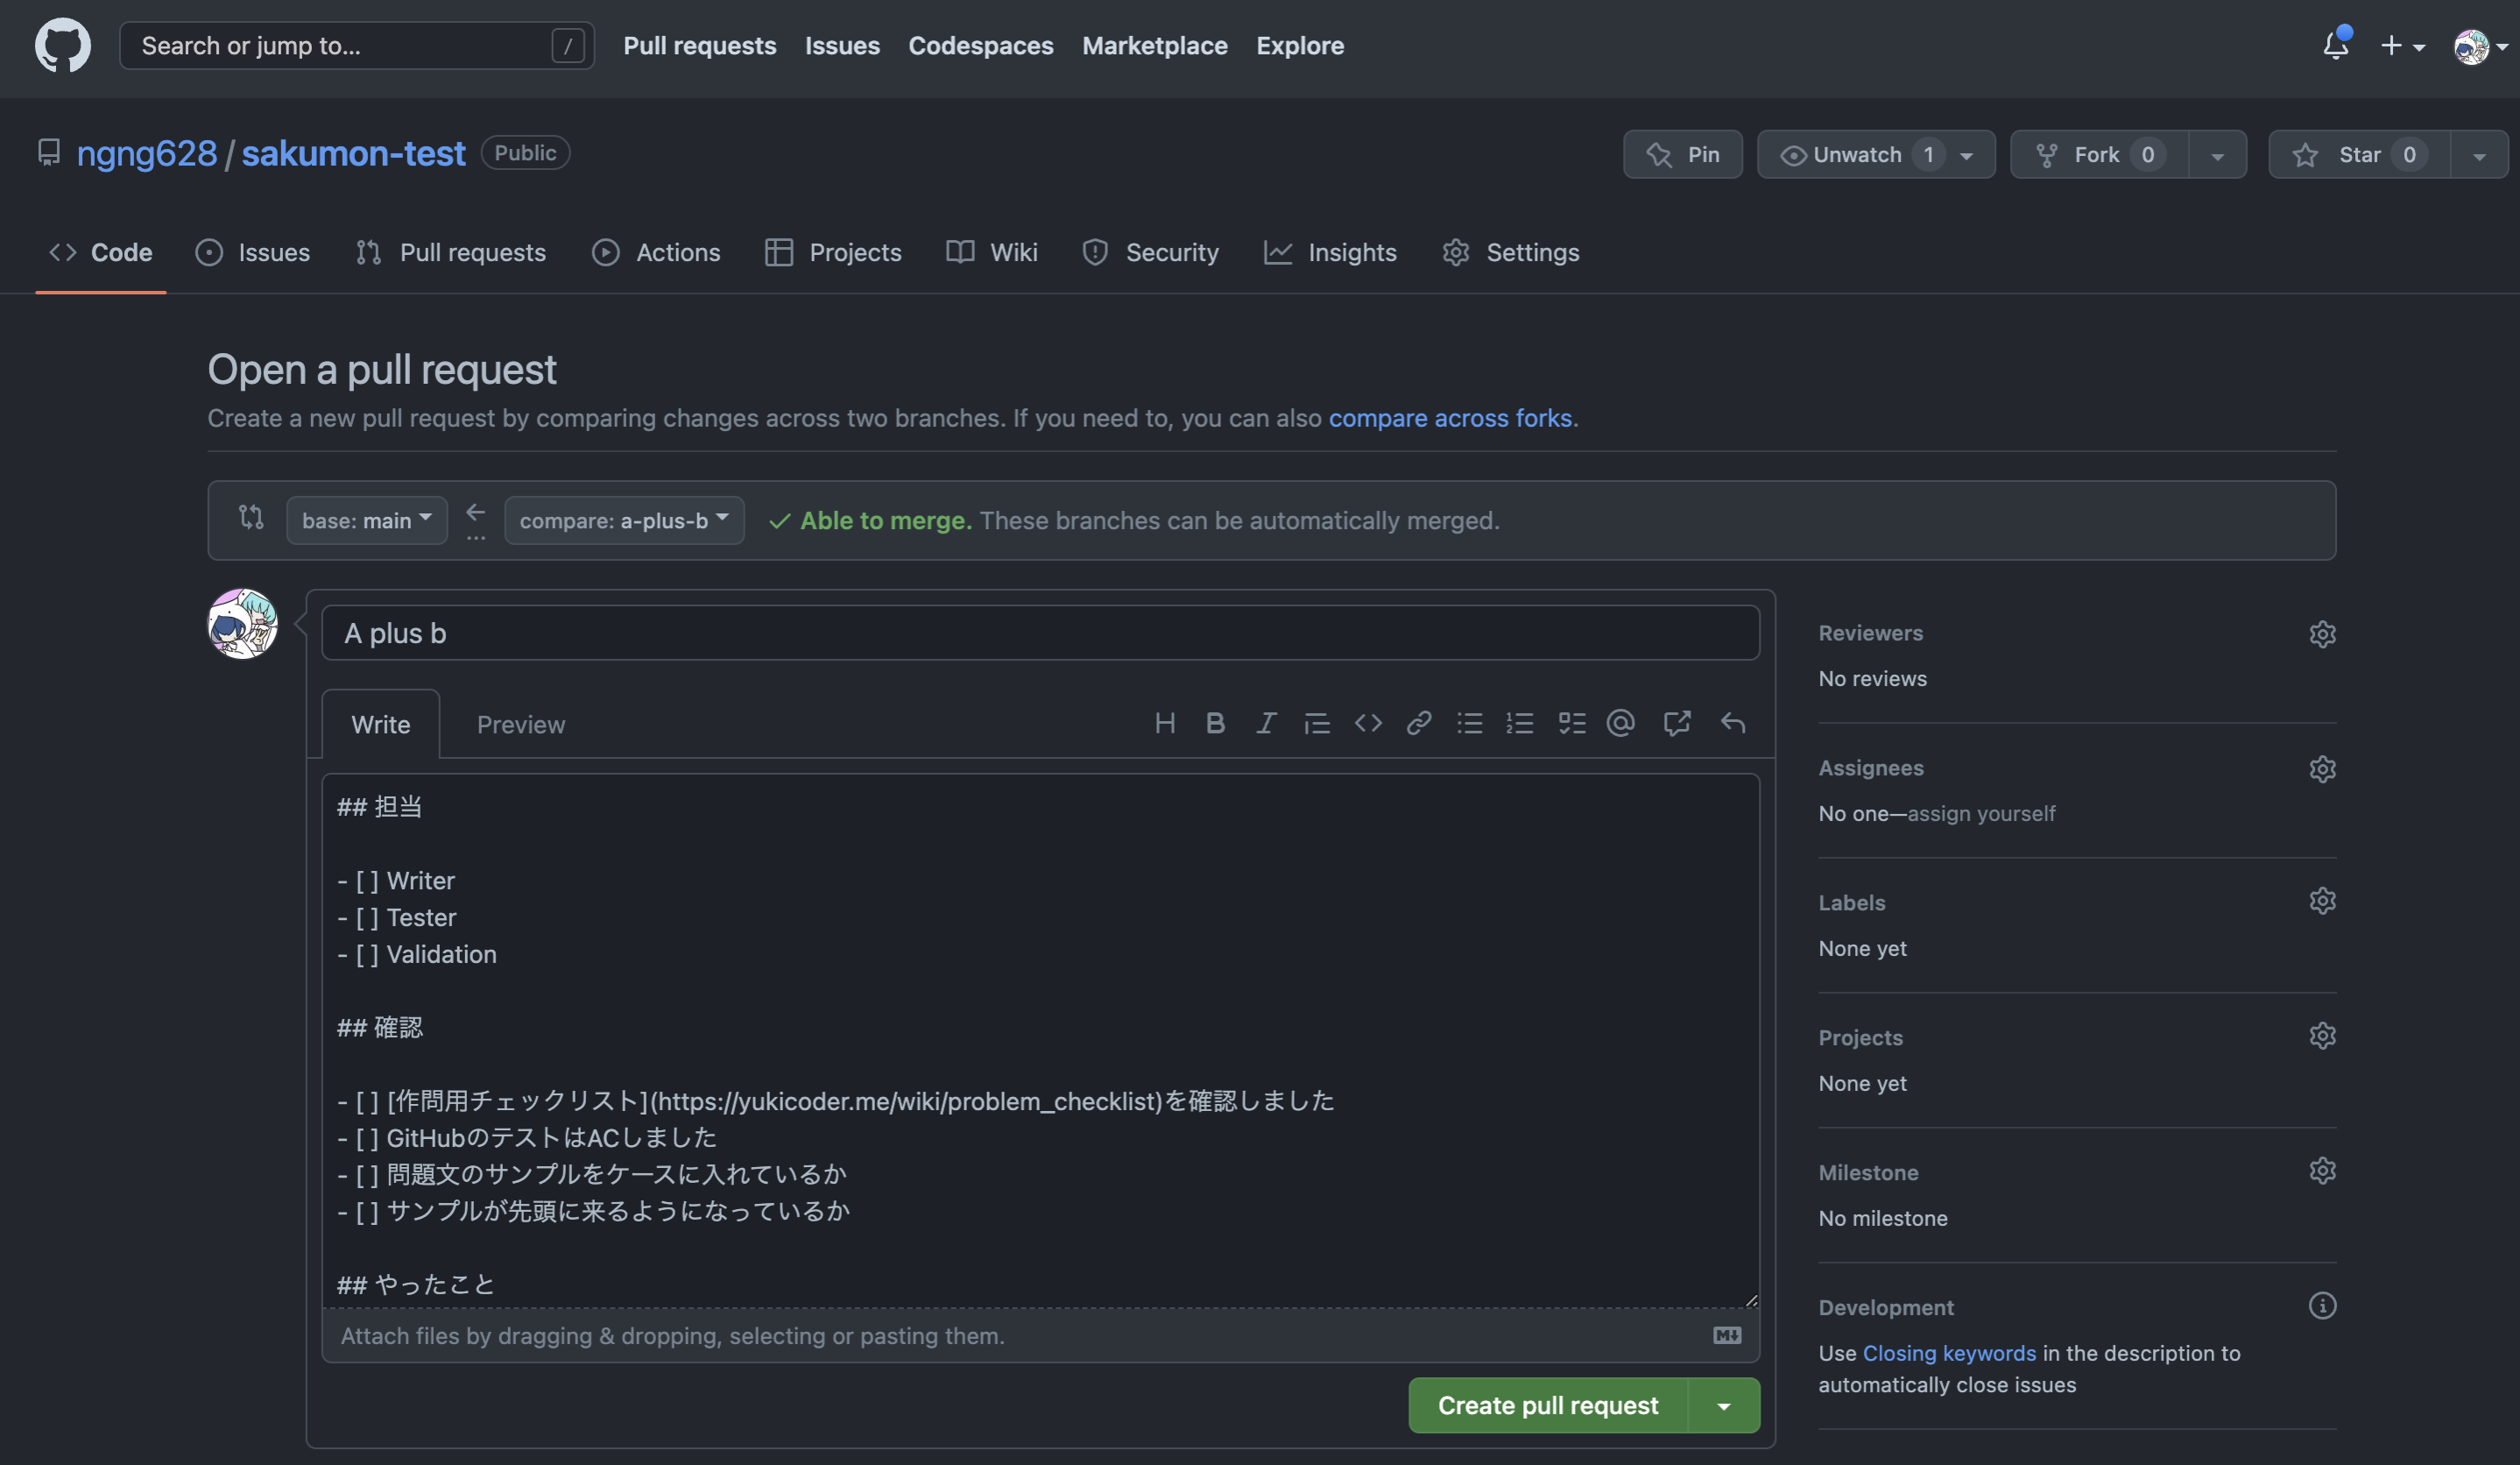 Search or jump to... /
Pull requests Issues Codespaces Marketplace Explore
ngng628 / sakumon-test Public
Pin Unwatch 1 Fork 0 Star 0
Code Issues Pull requests Actions Projects Wiki Security Insights Settings
Open a pull request
Create a new pull request by comparing changes across two branches. If you need to, you can also compare across forks.
base: main ← ... compare: a-plus-b ✓ Able to merge. These branches can be automatically merged.
A plus b
Write Preview
## 担当
- [ ] Writer
- [ ] Tester
- [ ] Validation
## 確認
- [ ] [作問用チェックリスト](https://yukicoder.me/wiki/problem_checklist)を確認しました
- [ ] GitHubのテストはACしました
- [ ] 問題文のサンプルをケースに入れているか
- [ ] サンプルが先頭に来るようになっているか
## やったこと
Attach files by dragging & dropping, selecting or pasting them.
Create pull request
Reviewers
No reviews
Assignees
No one—assign yourself
Labels
None yet
Projects
None yet
Milestone
No milestone
Development
Use Closing keywords in the description to
automatically close issues